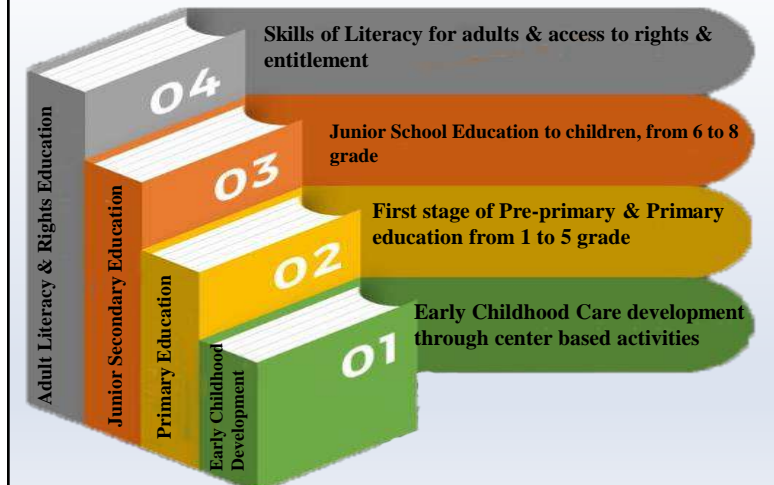 Skills of Literacy for adults & access to rights &
entitlement
04
Adult Literacy & Rights Education
Junior School Education to children, from 6 to 8
grade
03
Junior Secondary Education
First stage of Pre-primary & Primary
education from 1 to 5 grade
02
Primary Education
Early Childhood Care development
through center based activities
01
Early Childhood
Development